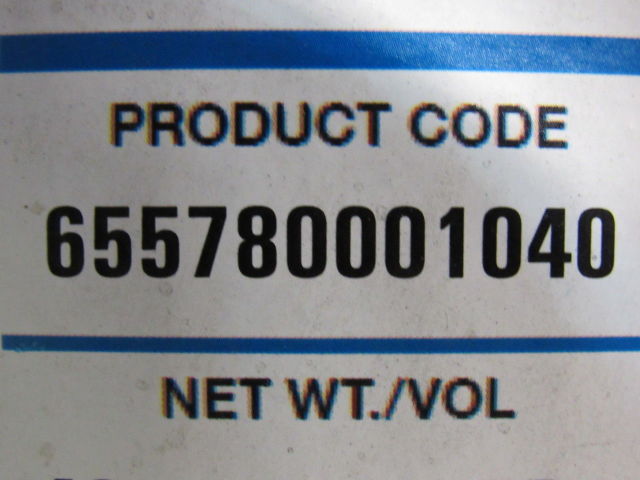 PRODUCT CODE
655780001040
NET WT./VOL